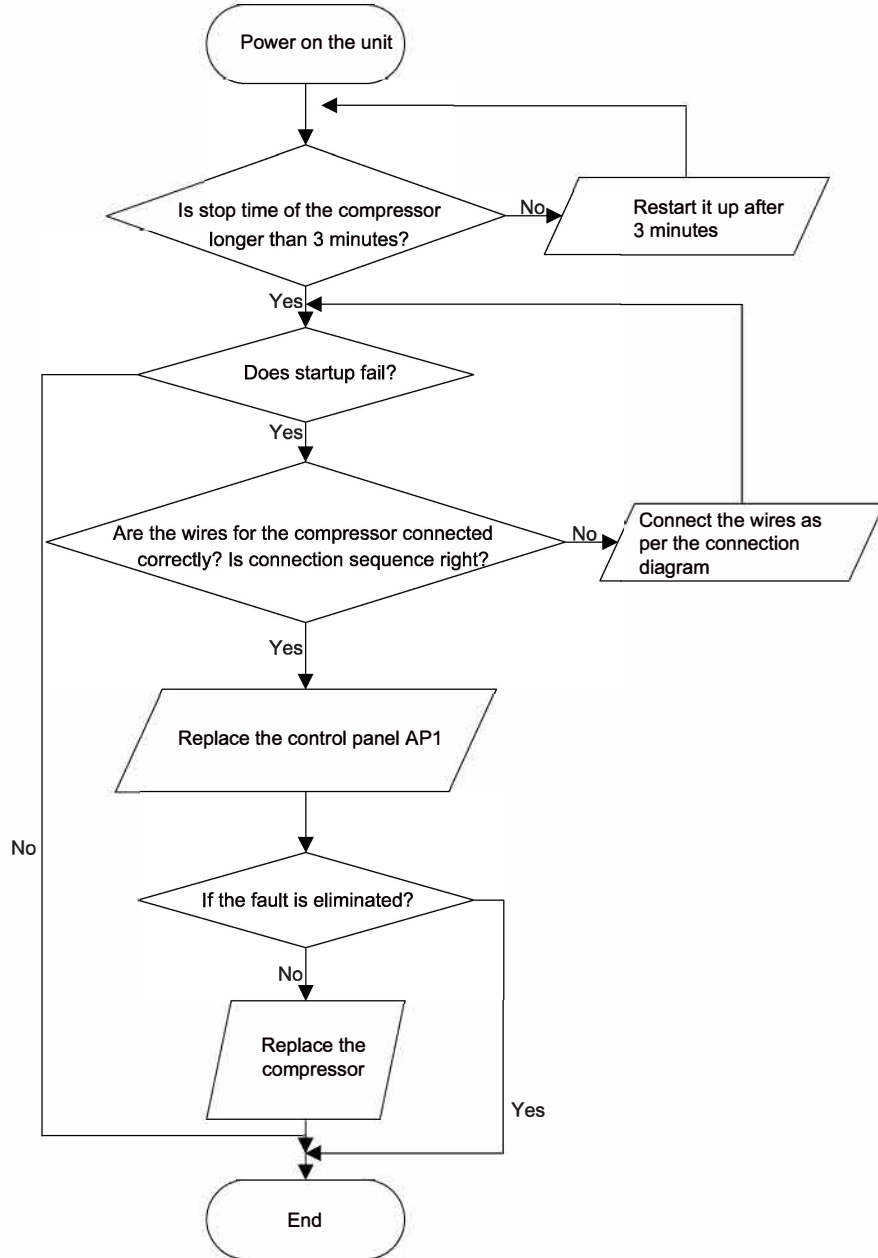 Power on the unit
Is stop time of the compressor
longer than 3 minutes?
No
Restart it up after
3 minutes
Yes
Does startup fail?
Yes
Are the wires for the compressor connected
correctly? Is connection sequence right?
No
Connect the wires as
per the connection
diagram
Yes
Replace the control panel AP1
No
If the fault is eliminated?
No
Replace the
compressor
Yes
End